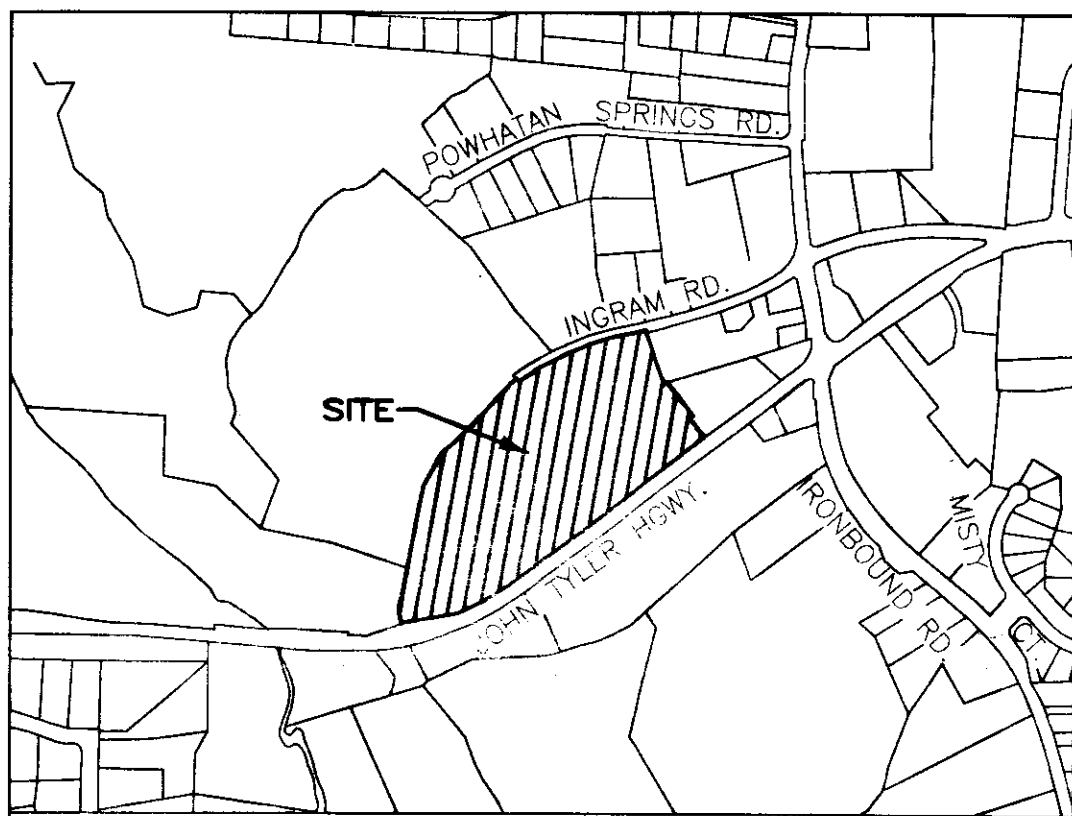 POWHATAN SPRINGS RD.
INGRAM RD.
SITE
JOHN TYLER HGWY.
IRONBOUND RD.
MISTY
CT.